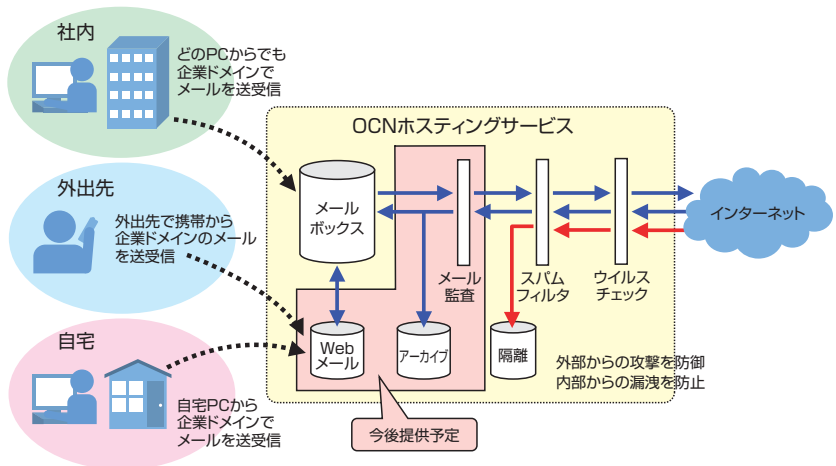 社内
どのPCからでも
企業ドメインで
メールを送受信
外出先
外出先で携帯から
企業ドメインのメール
を送受信
自宅
自宅PCから
企業ドメインで
メールを送受信
OCNホスティングサービス
メール
ボックス
メール
監査
スパム
フィルタ
ウイルス
チェック
インターネット
Web
メール
アーカイブ
隔離
外部からの攻撃を防御
内部からの漏洩を防止
今後提供予定